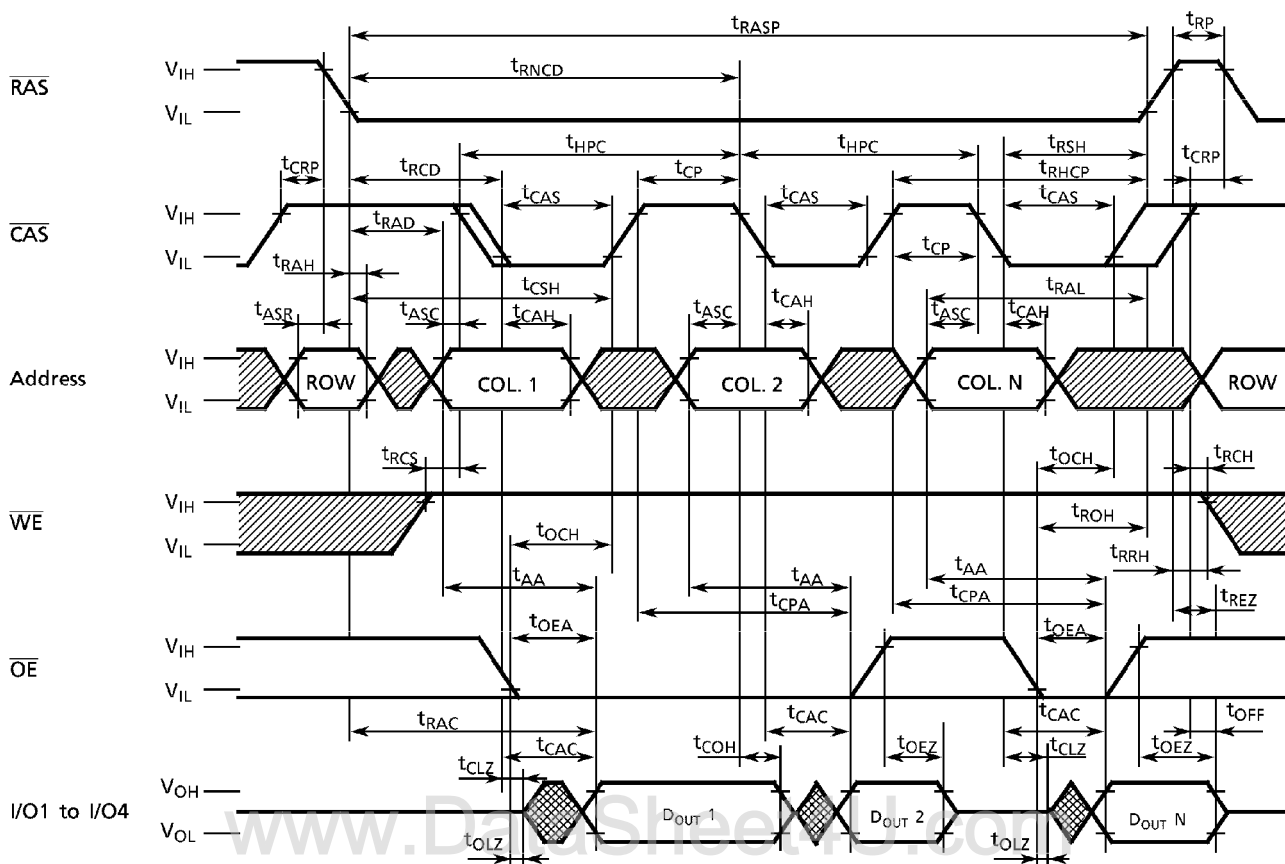 tRASP
tRP
tRNCD
RAS
VIH
VIL
tHPC
tHPC
tRSH
tCRP
tRCD
tCP
tRHCP
tCRP
tCAS
tCAS
tCAS
CAS
VIH
VIL
tRAD
tCP
tRAH
tCSH
tRAL
tASR
tASC
tCAH
tASC
tCAH
tASC
tCAH
Address
VIH
VIL
ROW
COL. 1
COL. 2
COL. N
ROW
tRCS
tOCH
tRCH
WE
VIH
VIL
tOCH
tROH
tRRH
tAA
tAA
tAA
tCPA
tCPA
tREZ
tOEA
tOEA
OE
VIH
VIL
tRAC
tCAC
tCAC
tOFF
tCAC
tCOH
tOEZ
tCLZ
tOEZ
tCLZ
I/O1 to I/O4
VOH
VOL
DOUT 1
DOUT 2
DOUT N
www.DataSheet4U.com
tOLZ
tOLZ